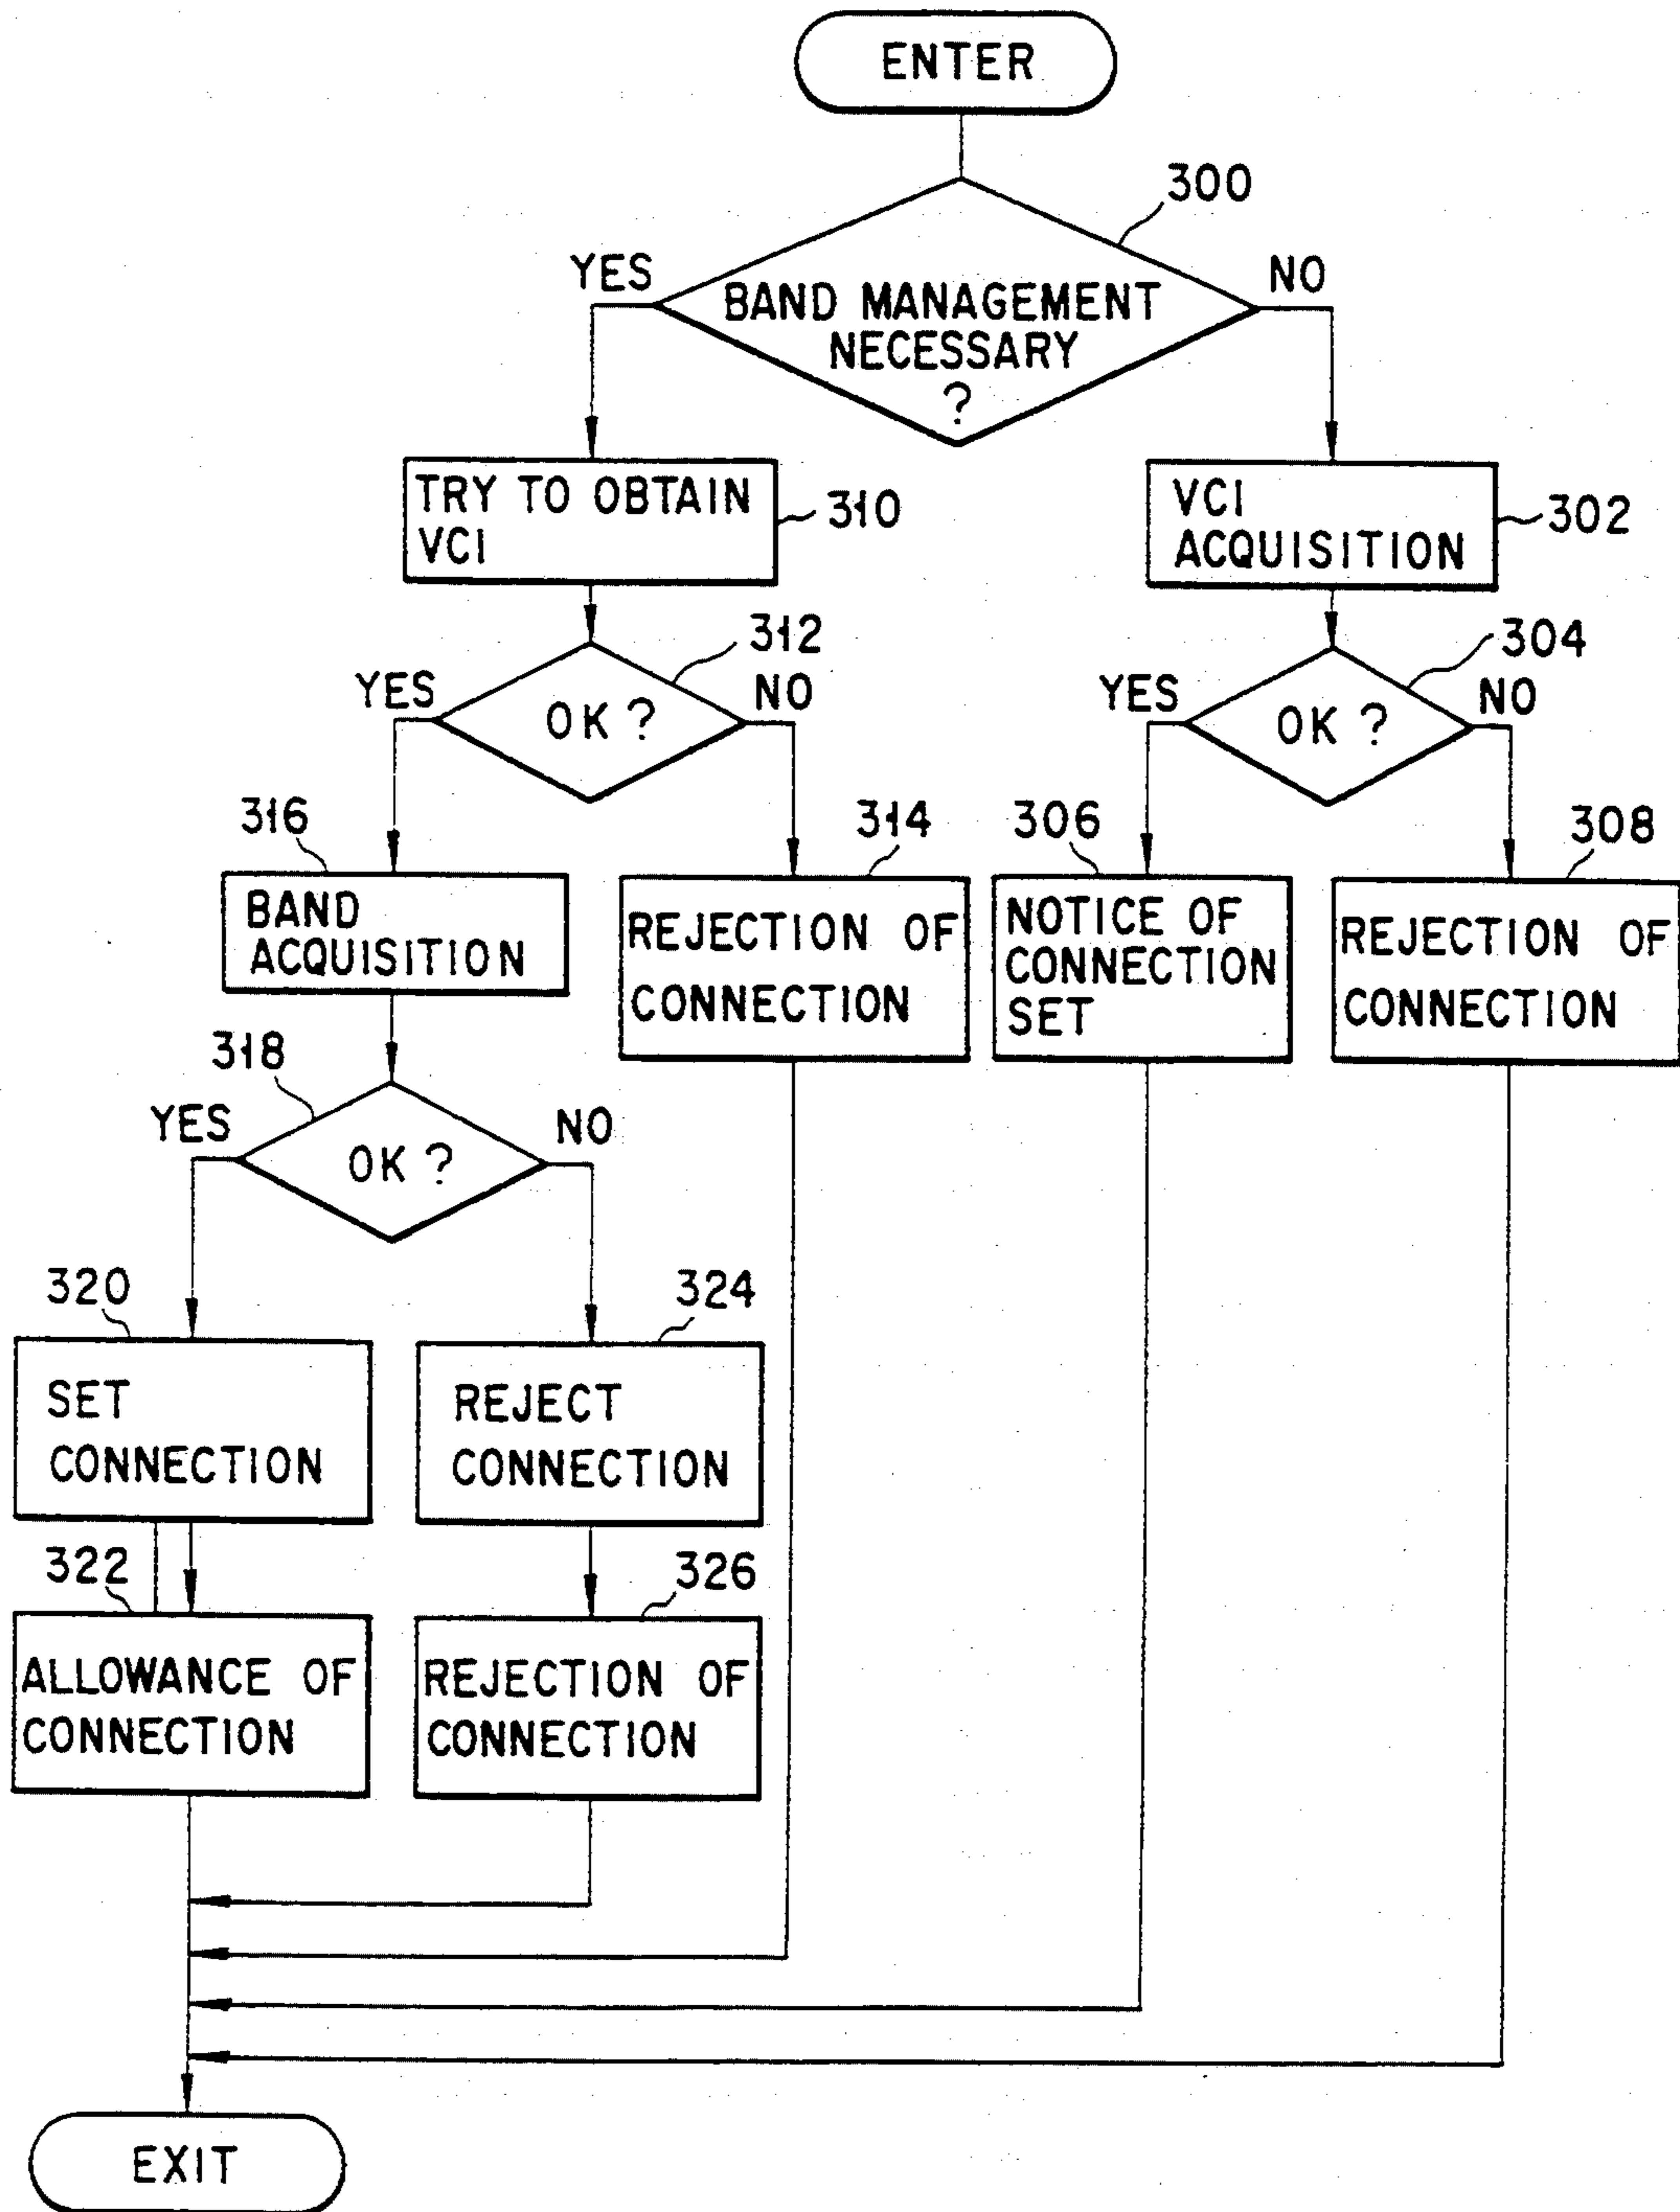 ENTER
300
YES
NO
BAND MANAGEMENT
NECESSARY
?
TRY TO OBTAIN
VCI
310
VCI
ACQUISITION
302
312
YES
NO
OK ?
304
YES
NO
OK ?
316
BAND
ACQUISITION
314
REJECTION OF
CONNECTION
306
NOTICE OF
CONNECTION
SET
308
REJECTION OF
CONNECTION
318
YES
NO
OK ?
320
SET
CONNECTION
324
REJECT
CONNECTION
322
ALLOWANCE OF
CONNECTION
326
REJECTION OF
CONNECTION
EXIT